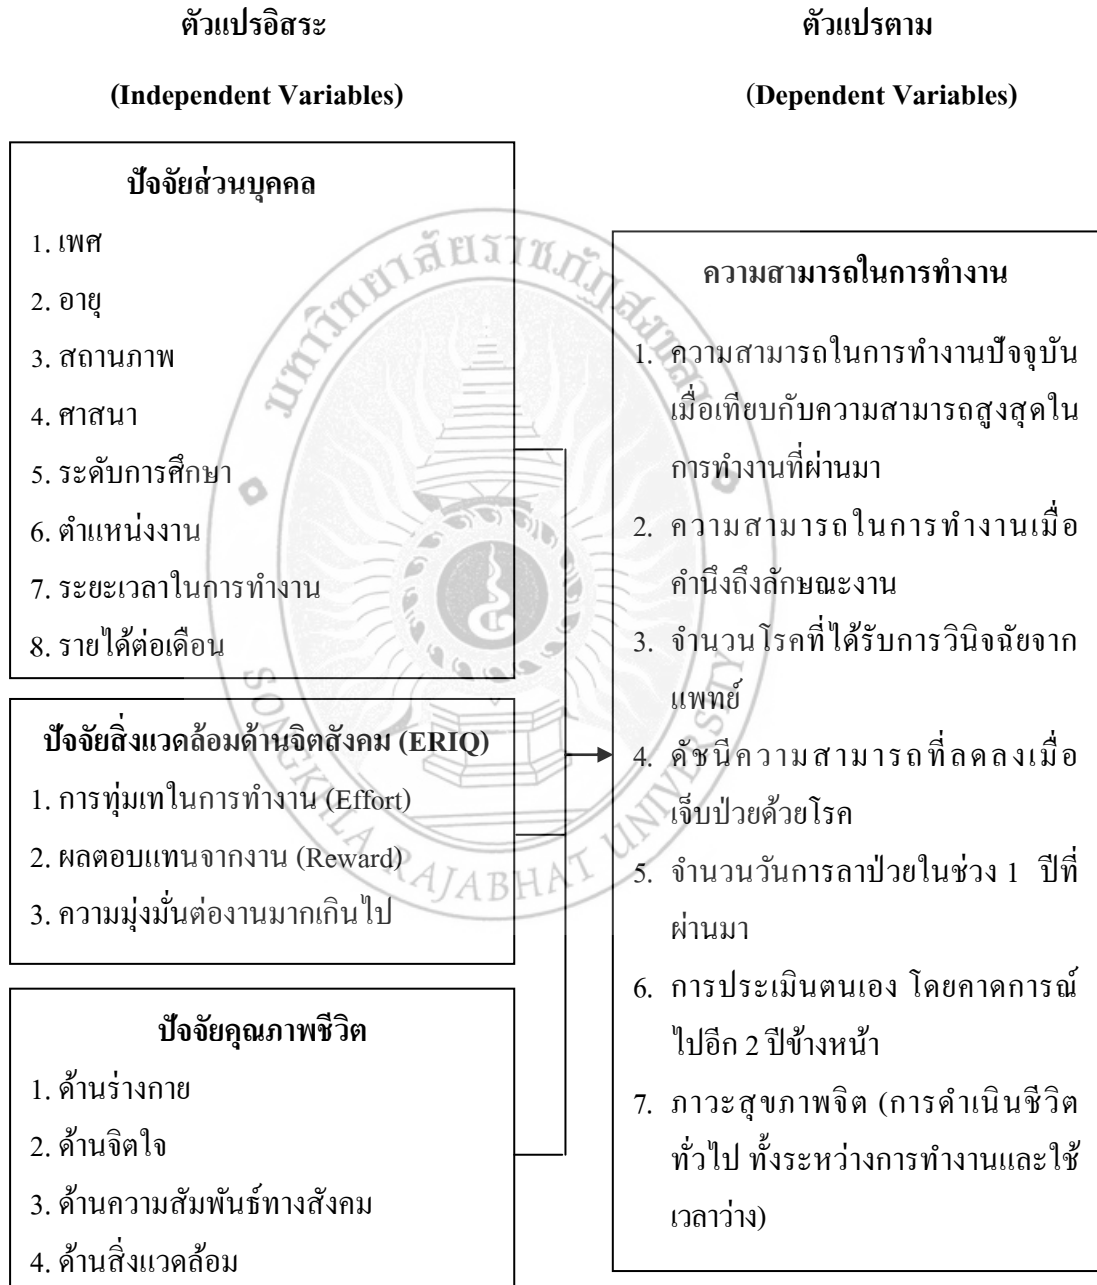 ตัวแปรอิสระ
(Independent Variables)
ปัจจัยส่วนบุคคล
1. เพศ
2. อายุ
3. สถานภาพ
4. ศาสนา
5. ระดับการศึกษา
6. ตำแหน่งงาน
7. ระยะเวลาในการทำงาน
8. รายได้ต่อเดือน
ปัจจัยสิ่งแวดล้อมด้านจิตสังคม (ERIQ)
1. การทุ่มเทในการทำงาน (Effort)
2. ผลตอบแทนจากงาน (Reward)
3. ความมุ่งมั่นต่องานมากเกินไป
ปัจจัยคุณภาพชีวิต
1. ด้านร่างกาย
2. ด้านจิตใจ
3. ด้านความสัมพันธ์ทางสังคม
4. ด้านสิ่งแวดล้อม
ตัวแปรตาม
(Dependent Variables)
ความสามารถในการทำงาน
1. ความสามารถในการทำงานปัจจุบัน
เมื่อเทียบกับความสามารถสูงสุดใน
การทำงานที่ผ่านมา
2. ความสามารถในการทำงานเมื่อ
คำนึงถึงลักษณะงาน
3. จำนวนโรคที่ได้รับการวินิจฉัยจาก
แพทย์
4. ดัชนีความสามารถที่ลดลงเมื่อ
เจ็บป่วยด้วยโรค
5. จำนวนวันการลาป่วยในช่วง 1 ปีที่
ผ่านมา
6. การประเมินตนเอง โดยคาดการณ์
ไปอีก 2 ปีข้างหน้า
7. ภาวะสุขภาพจิต (การดำเนินชีวิต
ทั่วไป ทั้งระหว่างการทำงานและใช้
เวลาว่าง)
มหาวิทยาลัยราชภัฏสงขลา
SONGKHLA RAJABHAT UNIVERSITY